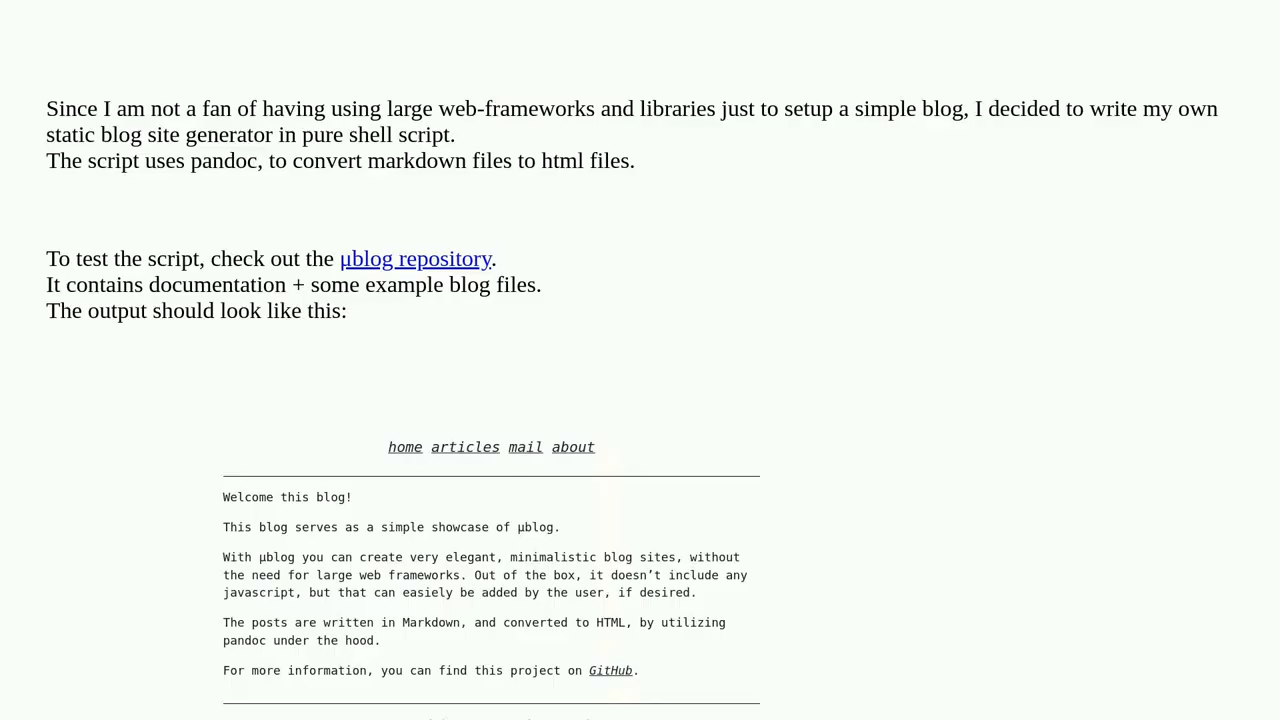 Since I am not a fan of having using large web-frameworks and libraries just to setup a simple blog, I decided to write my own
static blog site generator in pure shell script.
The script uses pandoc, to convert markdown files to html files.
To test the script, check out the μblog repository.
It contains documentation + some example blog files.
The output should look like this:
home articles mail about
Welcome this blog!
This blog serves as a simple showcase of μblog.
With μblog you can create very elegant, minimalistic blog sites, without
the need for large web frameworks. Out of the box, it doesn’t include any
javascript, but that can easiely be added by the user, if desired.
The posts are written in Markdown, and converted to HTML, by utilizing
pandoc under the hood.
For more information, you can find this project on GitHub.